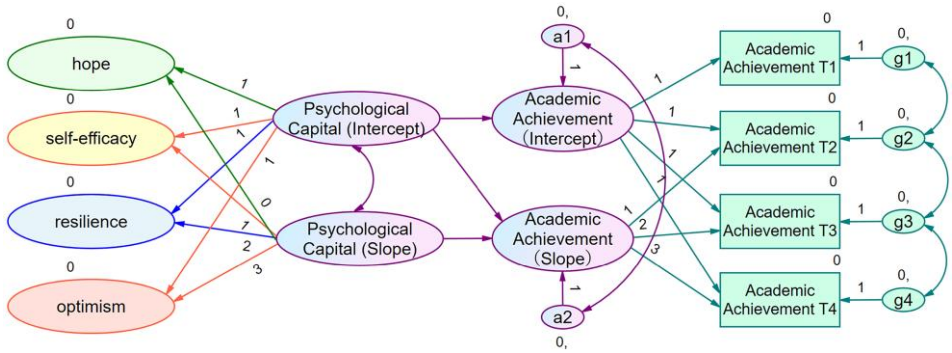 0
hope
0
self-efficacy
0
resilience
0
optimism
1
1
1
1
0
1
2
3
Psychological
Capital (Intercept)
Psychological
Capital (Slope)
0,
a1
1
Academic
Achievement
(Intercept)
Academic
Achievement
(Slope)
1
a2
0,
1
1
1
1
1
2
3
0
Academic
Achievement T1
0
Academic
Achievement T2
0
Academic
Achievement T3
0
Academic
Achievement T4
1
0,
g1
1
0,
g2
1
0,
g3
1
0,
g4